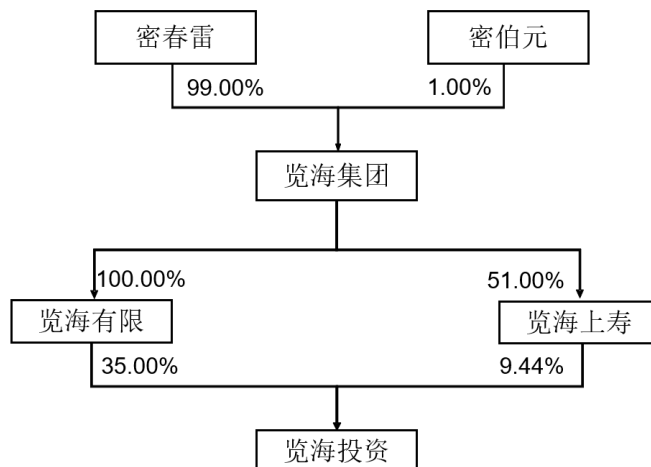 密春雷
密伯元
99.00%
1.00%
览海集团
100.00%
51.00%
览海有限
览海上寿
35.00%
9.44%
览海投资